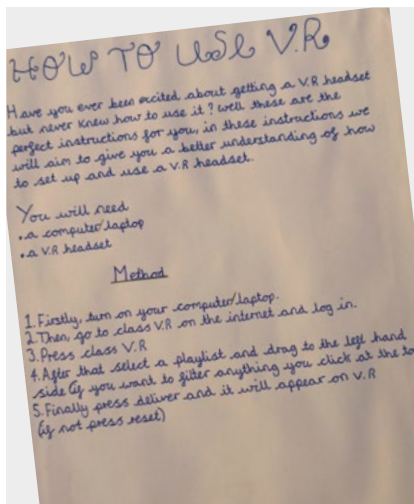 HOW TO USE V.R
Have you ever been excited about getting a V.R headset
but never knew how to use it? well these are the
perfect instructions for you, in these instructions we
will aim to give you a better understanding of how
to set up and use a V.R headset.
You will need
• a computer/laptop
• a V.R headset
Method
1. Firstly, turn on your computer/laptop.
2. Then, go to class V.R on the internet and log in.
3. Press class V.R
4. After that select a playlist and drag to the left hand
side (if you want to filter anything you click at the to
5. Finally press deliver and it will appear on V.R
(if not press reset)